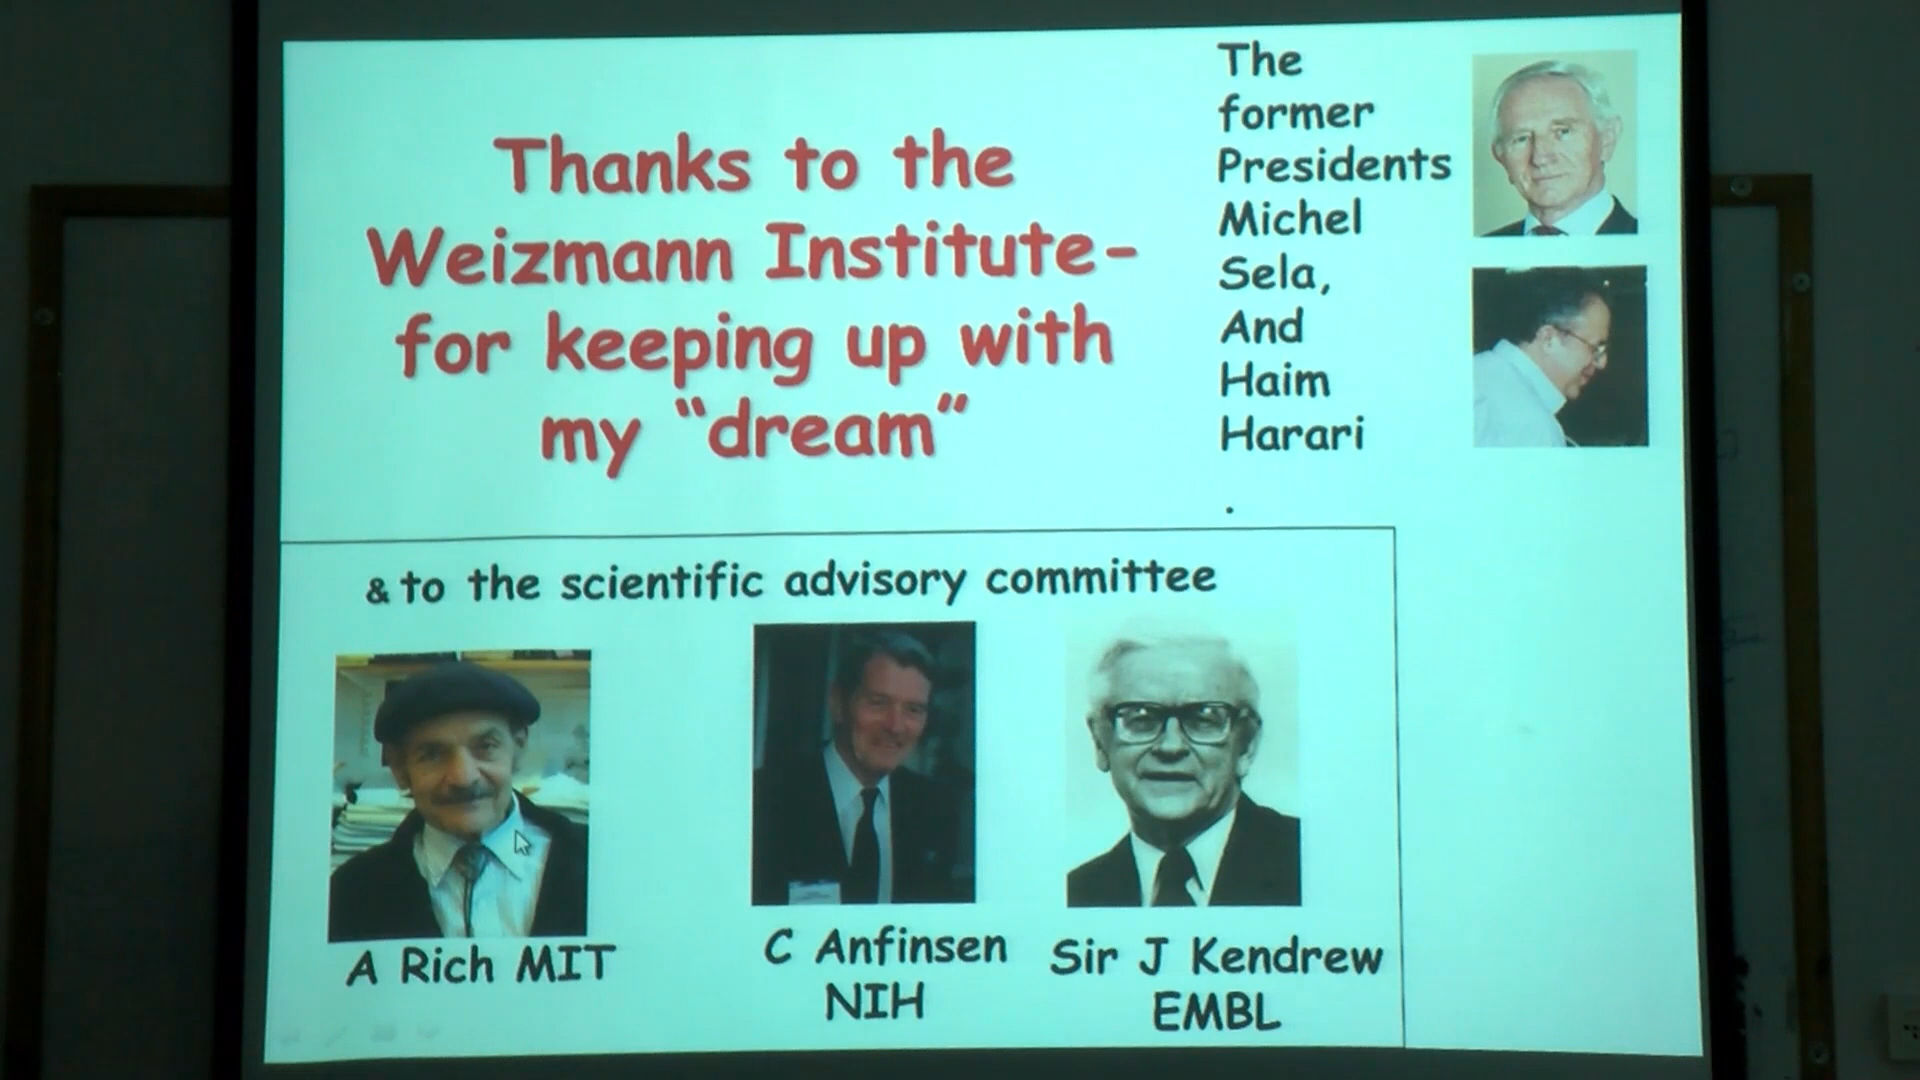 Thanks to the
Weizmann Institute-
for keeping up with
my “dream”
The
former
Presidents
Michel
Sela,
And
Haim
Harari
.
& to the scientific advisory committee
A Rich MIT
C Anfinsen
NIH
Sir J Kendrew
EMBL